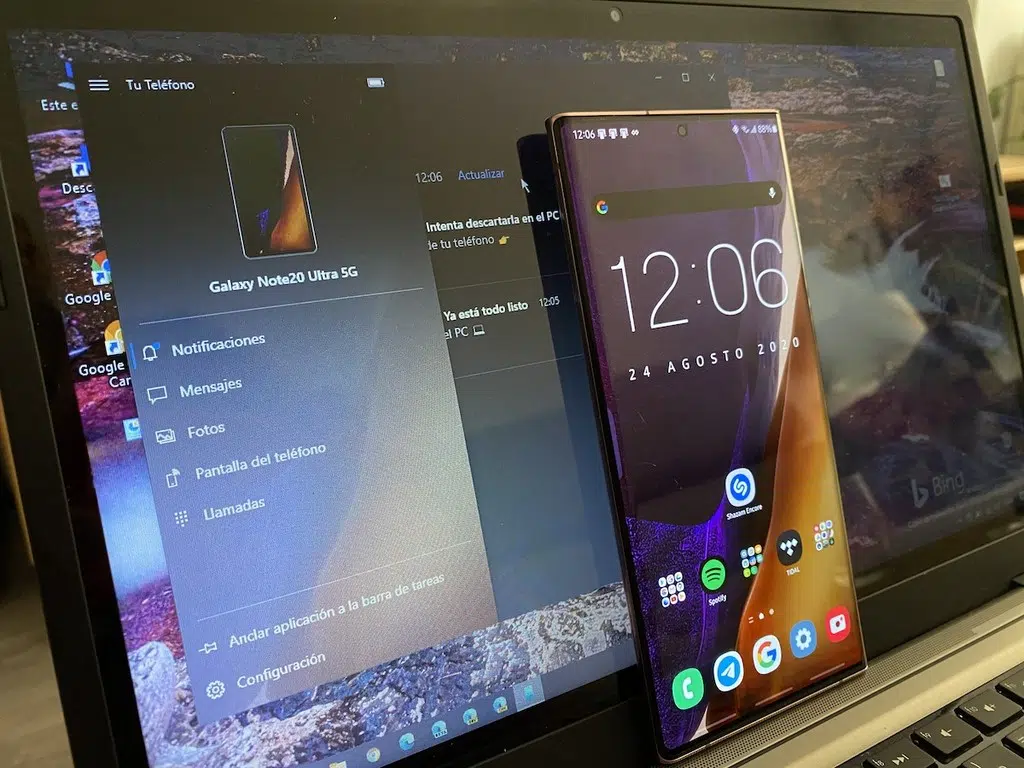 Este e
Desc
Google
Google
Car
Tu Teléfono
Galaxy Note20 Ultra 5G
Notificaciones
Mensajes
Fotos
Pantalla del teléfono
Llamadas
Anclar aplicación a la barra de tareas
Configuración
12:06 Actualizar
Intenta descartarla en el PC
de tu teléfono
Ya está todo listo 12:05
el PC
12:06 88%
12:06
24 AGOSTO 2020
Shazam Encore
Spotify
TIDAL
Bing